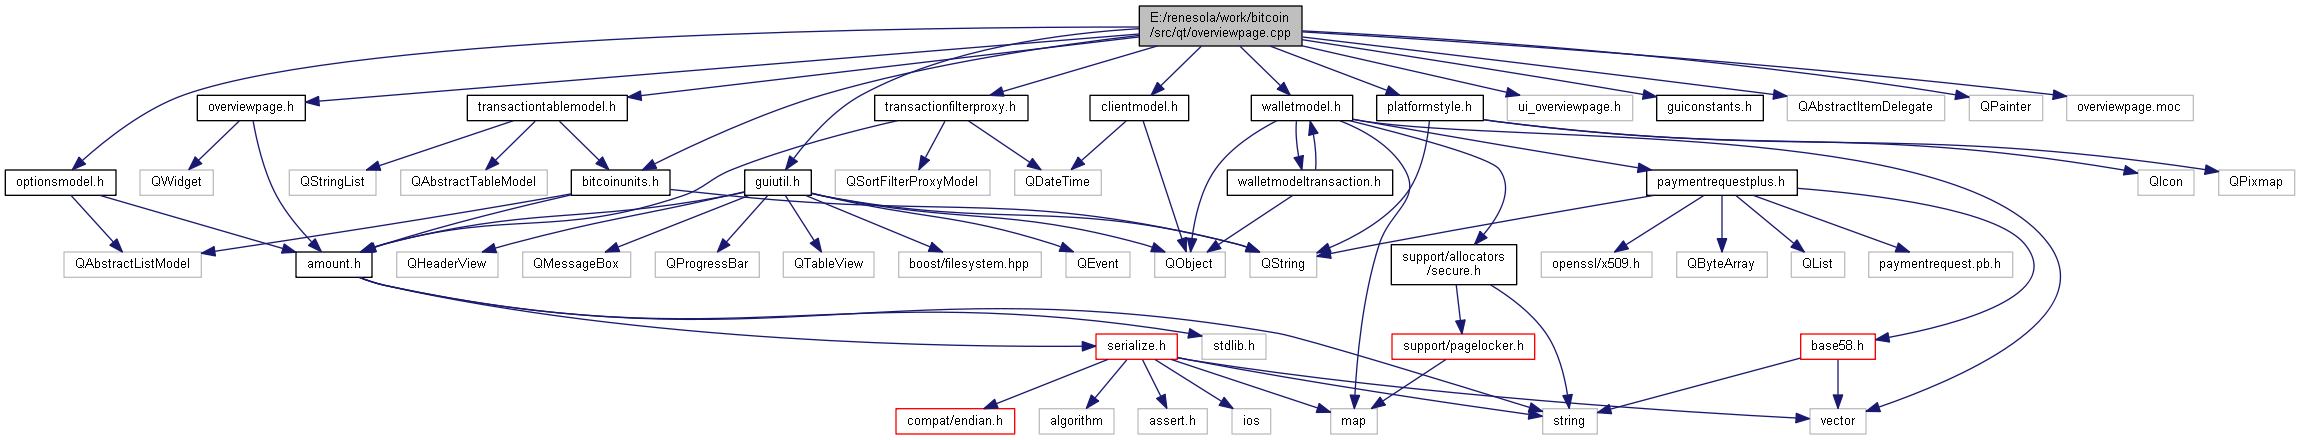 E:/renesola/work/bitcoin
/src/qt/overviewpage.cpp
overviewpage.h
transactiontablemodel.h
transactionfilterproxy.h
clientmodel.h
walletmodel.h
platformstyle.h
ui_overviewpage.h
guiconstants.h
QAbstractItemDelegate
QPainter
overviewpage.moc
optionsmodel.h
QWidget
QStringList
QAbstractTableModel
bitcoinunits.h
guiutil.h
QSortFilterProxyModel
QDateTime
walletmodeltransaction.h
paymentrequestplus.h
QIcon
QPixmap
QAbstractListModel
amount.h
QHeaderView
QMessageBox
QProgressBar
QTableView
boost/filesystem.hpp
QEvent
QObject
QString
support/allocators
/secure.h
openssl/x509.h
QByteArray
QList
paymentrequest.pb.h
serialize.h
stdlib.h
support/pagelocker.h
base58.h
compat/endian.h
algorithm
assert.h
ios
map
string
vector